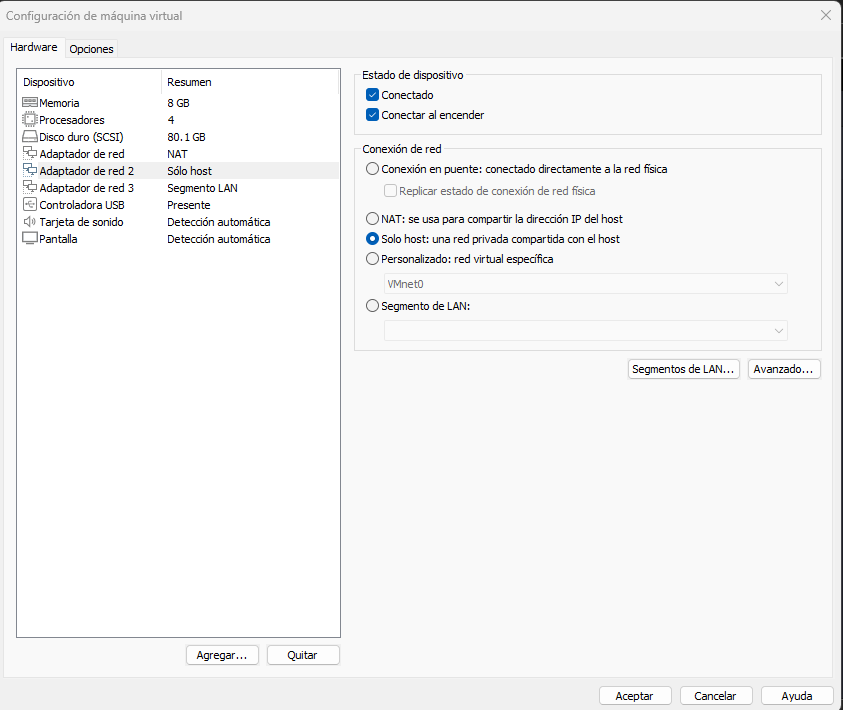 Configuración de máquina virtual
Hardware
Opciones
Dispositivo Resumen
Memoria 8 GB
Procesadores 4
Disco duro (SCSI) 80.1 GB
Adaptador de red NAT
Adaptador de red 2 Sólo host
Adaptador de red 3 Segmento LAN
Controladora USB Presente
Tarjeta de sonido Detección automática
Pantalla Detección automática
Agregar...
Quitar
Estado de dispositivo
Conectado
Conectar al encender
Conexión de red
Conexión en puente: conectado directamente a la red física
Replicar estado de conexión de red física
NAT: se usa para compartir la dirección IP del host
Solo host: una red privada compartida con el host
Personalizado: red virtual específica
VMnet0
Segmento de LAN:
Segmentos de LAN...
Avanzado...
Aceptar
Cancelar
Ayuda